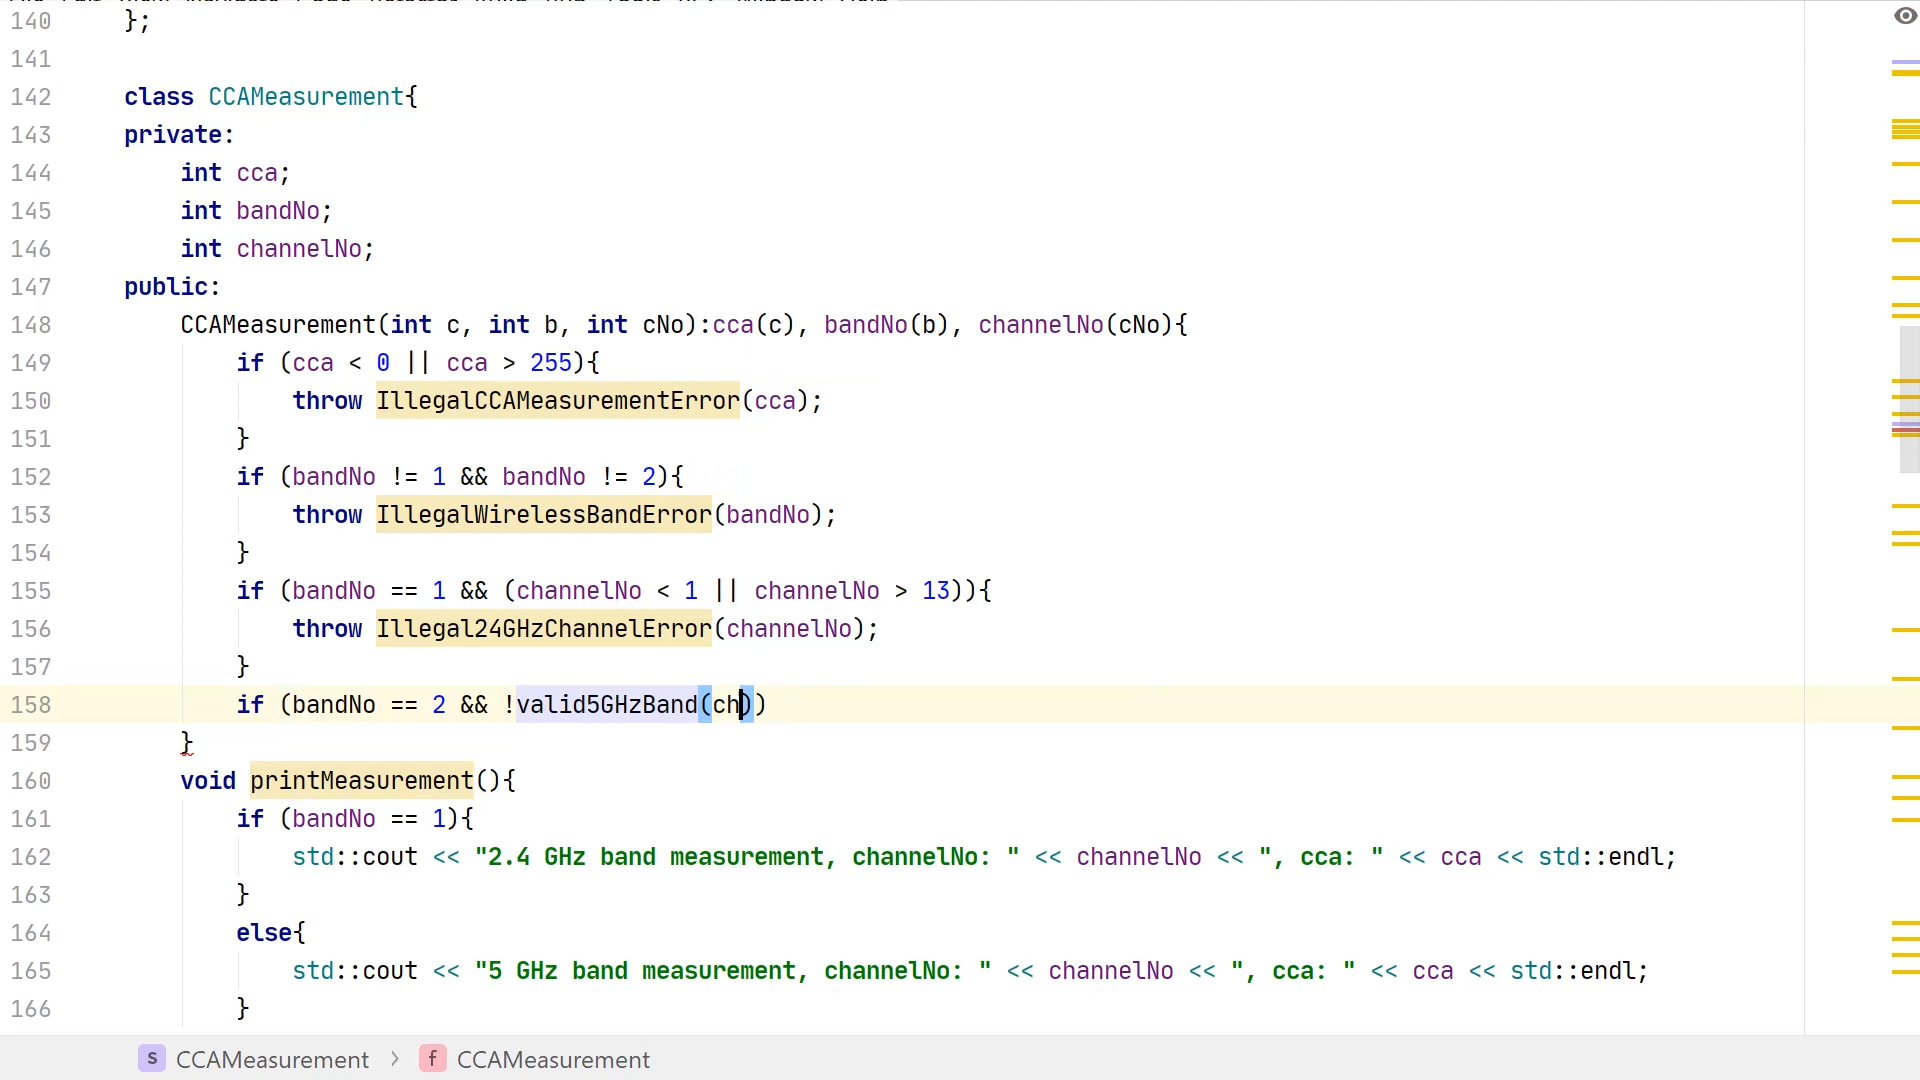 140 };
141
142 class CCAMeasurement{
143 private:
144 int cca;
145 int bandNo;
146 int channelNo;
147 public:
148 CCAMeasurement(int c, int b, int cNo):cca(c), bandNo(b), channelNo(cNo){
149 if (cca < 0 || cca > 255){
150 throw IllegalCCAMeasurementError(cca);
151 }
152 if (bandNo != 1 && bandNo != 2){
153 throw IllegalWirelessBandError(bandNo);
154 }
155 if (bandNo == 1 && (channelNo < 1 || channelNo > 13)){
156 throw Illegal24GHzChannelError(channelNo);
157 }
158 if (bandNo == 2 && !valid5GHzBand(ch))
159 }
160 void printMeasurement(){
161 if (bandNo == 1){
162 std::cout << "2.4 GHz band measurement, channelNo: " << channelNo << ", cca: " << cca << std::endl;
163 }
164 else{
165 std::cout << "5 GHz band measurement, channelNo: " << channelNo << ", cca: " << cca << std::endl;
166 }
S CCAMeasurement > f CCAMeasurement